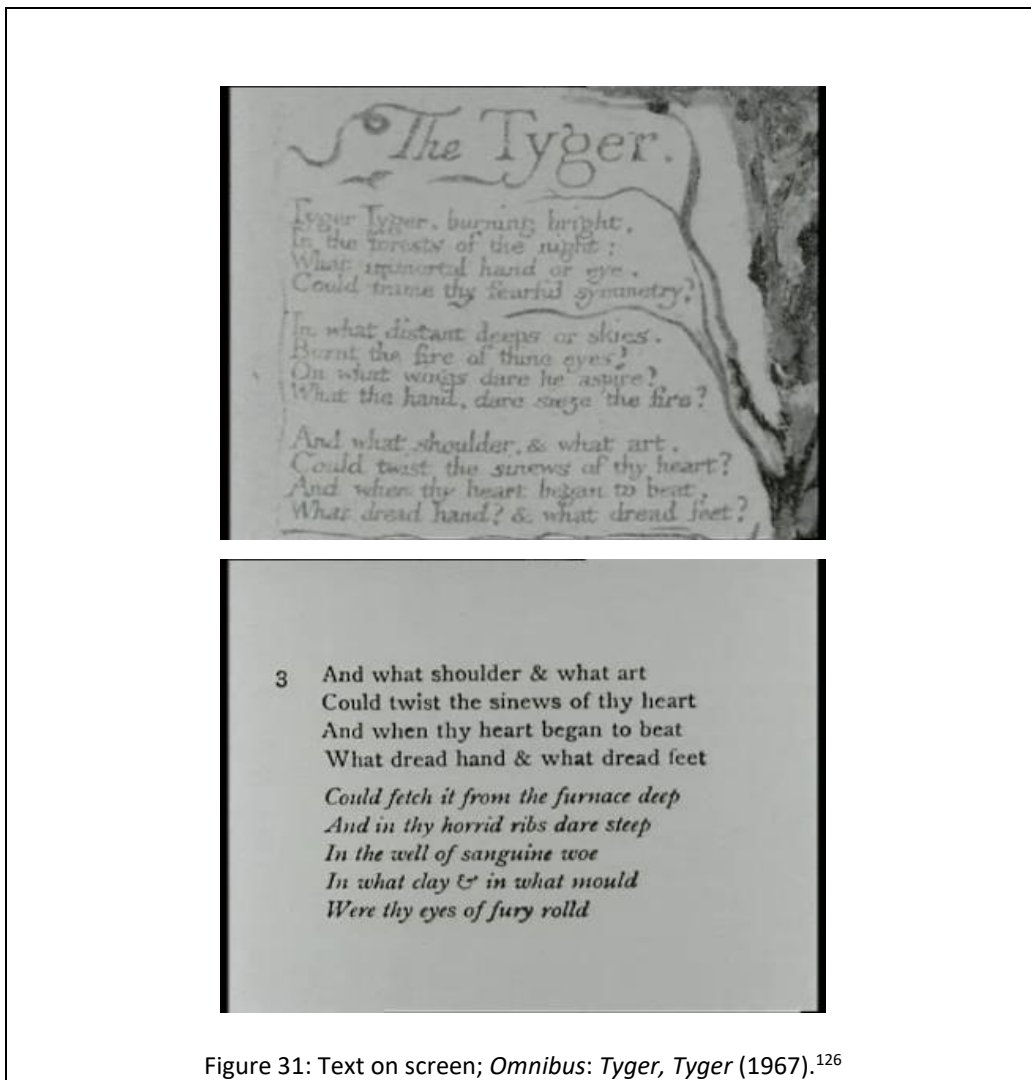 The Tyger.
Tyger Tyger, burning bright,
In the forests of the night:
What immortal hand or eye,
Could frame thy fearful symmetry?
In what distant deeps or skies.
Burnt the fire of thine eyes?
On what wings dare he aspire?
What the hand, dare sieze the fire?
And what shoulder, & what art,
Could twist the sinews of thy heart?
And when thy heart began to beat,
What dread hand? & what dread feet?
3 And what shoulder & what art
Could twist the sinews of thy heart
And when thy heart began to beat
What dread hand & what dread feet
Could fetch it from the furnace deep
And in thy horrid ribs dare steep
In the well of sanguine woe
In what clay & in what mould
Were thy eyes of fury rolld
Figure 31: Text on screen; Omnibus: Tyger, Tyger (1967).126